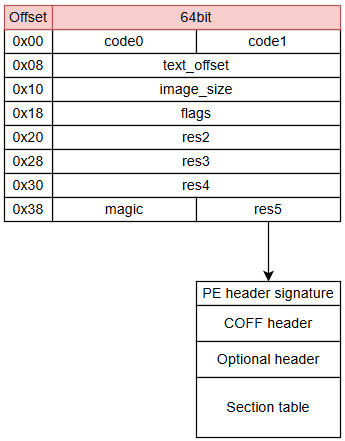 Offset 64bit
0x00 code0 code1
0x08 text_offset
0x10 image_size
0x18 flags
0x20 res2
0x28 res3
0x30 res4
0x38 magic res5
PE header signature
COFF header
Optional header
Section table